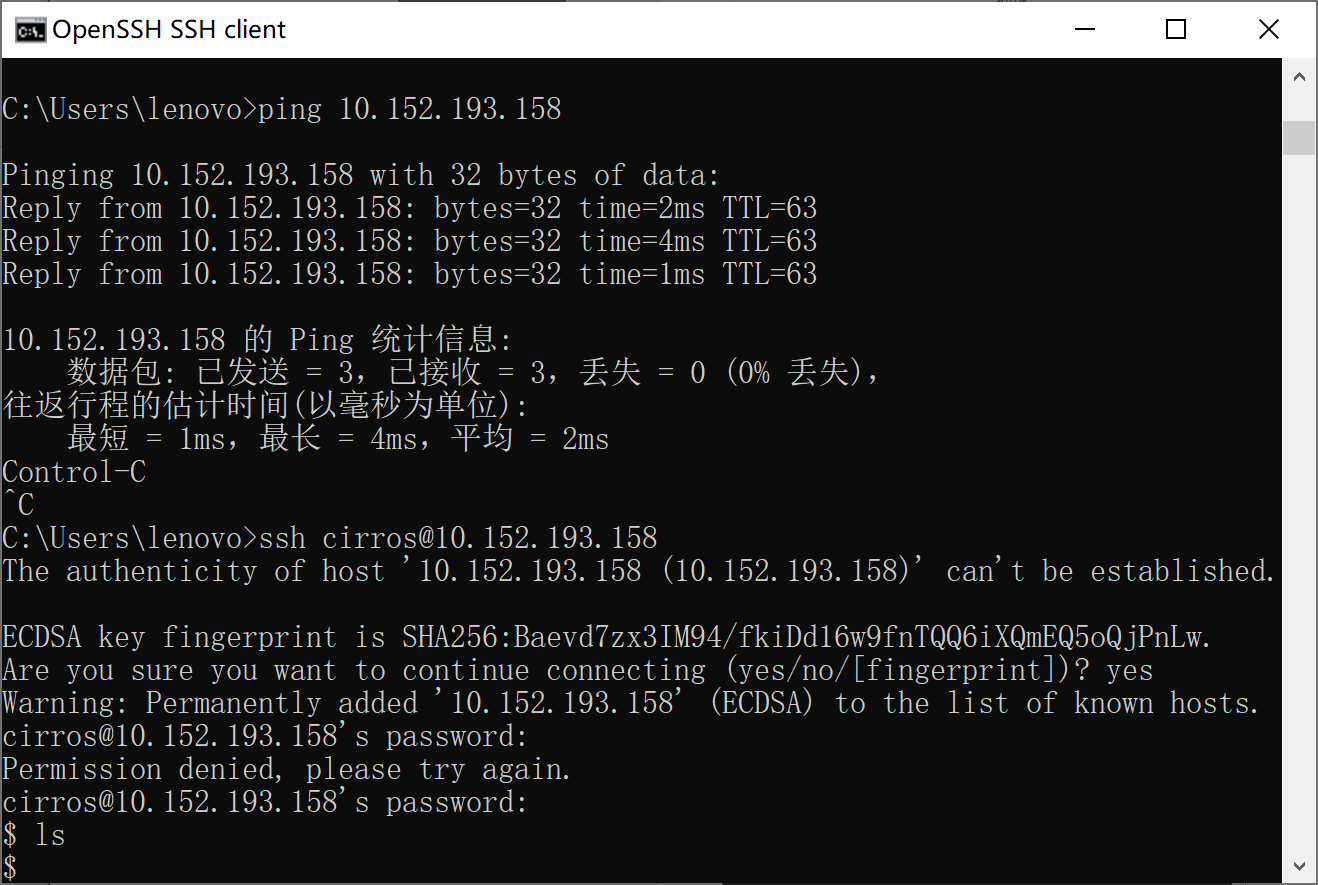 OpenSSH SSH client
C:\Users\lenovo>ping 10.152.193.158
Pinging 10.152.193.158 with 32 bytes of data:
Reply from 10.152.193.158: bytes=32 time=2ms TTL=63
Reply from 10.152.193.158: bytes=32 time=4ms TTL=63
Reply from 10.152.193.158: bytes=32 time=1ms TTL=63
10.152.193.158 的 Ping 统计信息:
数据包: 已发送 = 3，已接收 = 3，丢失 = 0 (0% 丢失)，
往返行程的估计时间(以毫秒为单位):
最短 = 1ms，最长 = 4ms，平均 = 2ms
Control-C
^C
C:\Users\lenovo>ssh cirros@10.152.193.158
The authenticity of host '10.152.193.158 (10.152.193.158)' can't be established.
ECDSA key fingerprint is SHA256:Baevd7zx3IM94/fkiDd16w9fnTQQ6iXQmEQ5oQjPnLw.
Are you sure you want to continue connecting (yes/no/[fingerprint])? yes
Warning: Permanently added '10.152.193.158' (ECDSA) to the list of known hosts.
cirros@10.152.193.158's password:
Permission denied, please try again.
cirros@10.152.193.158's password:
$ ls
$